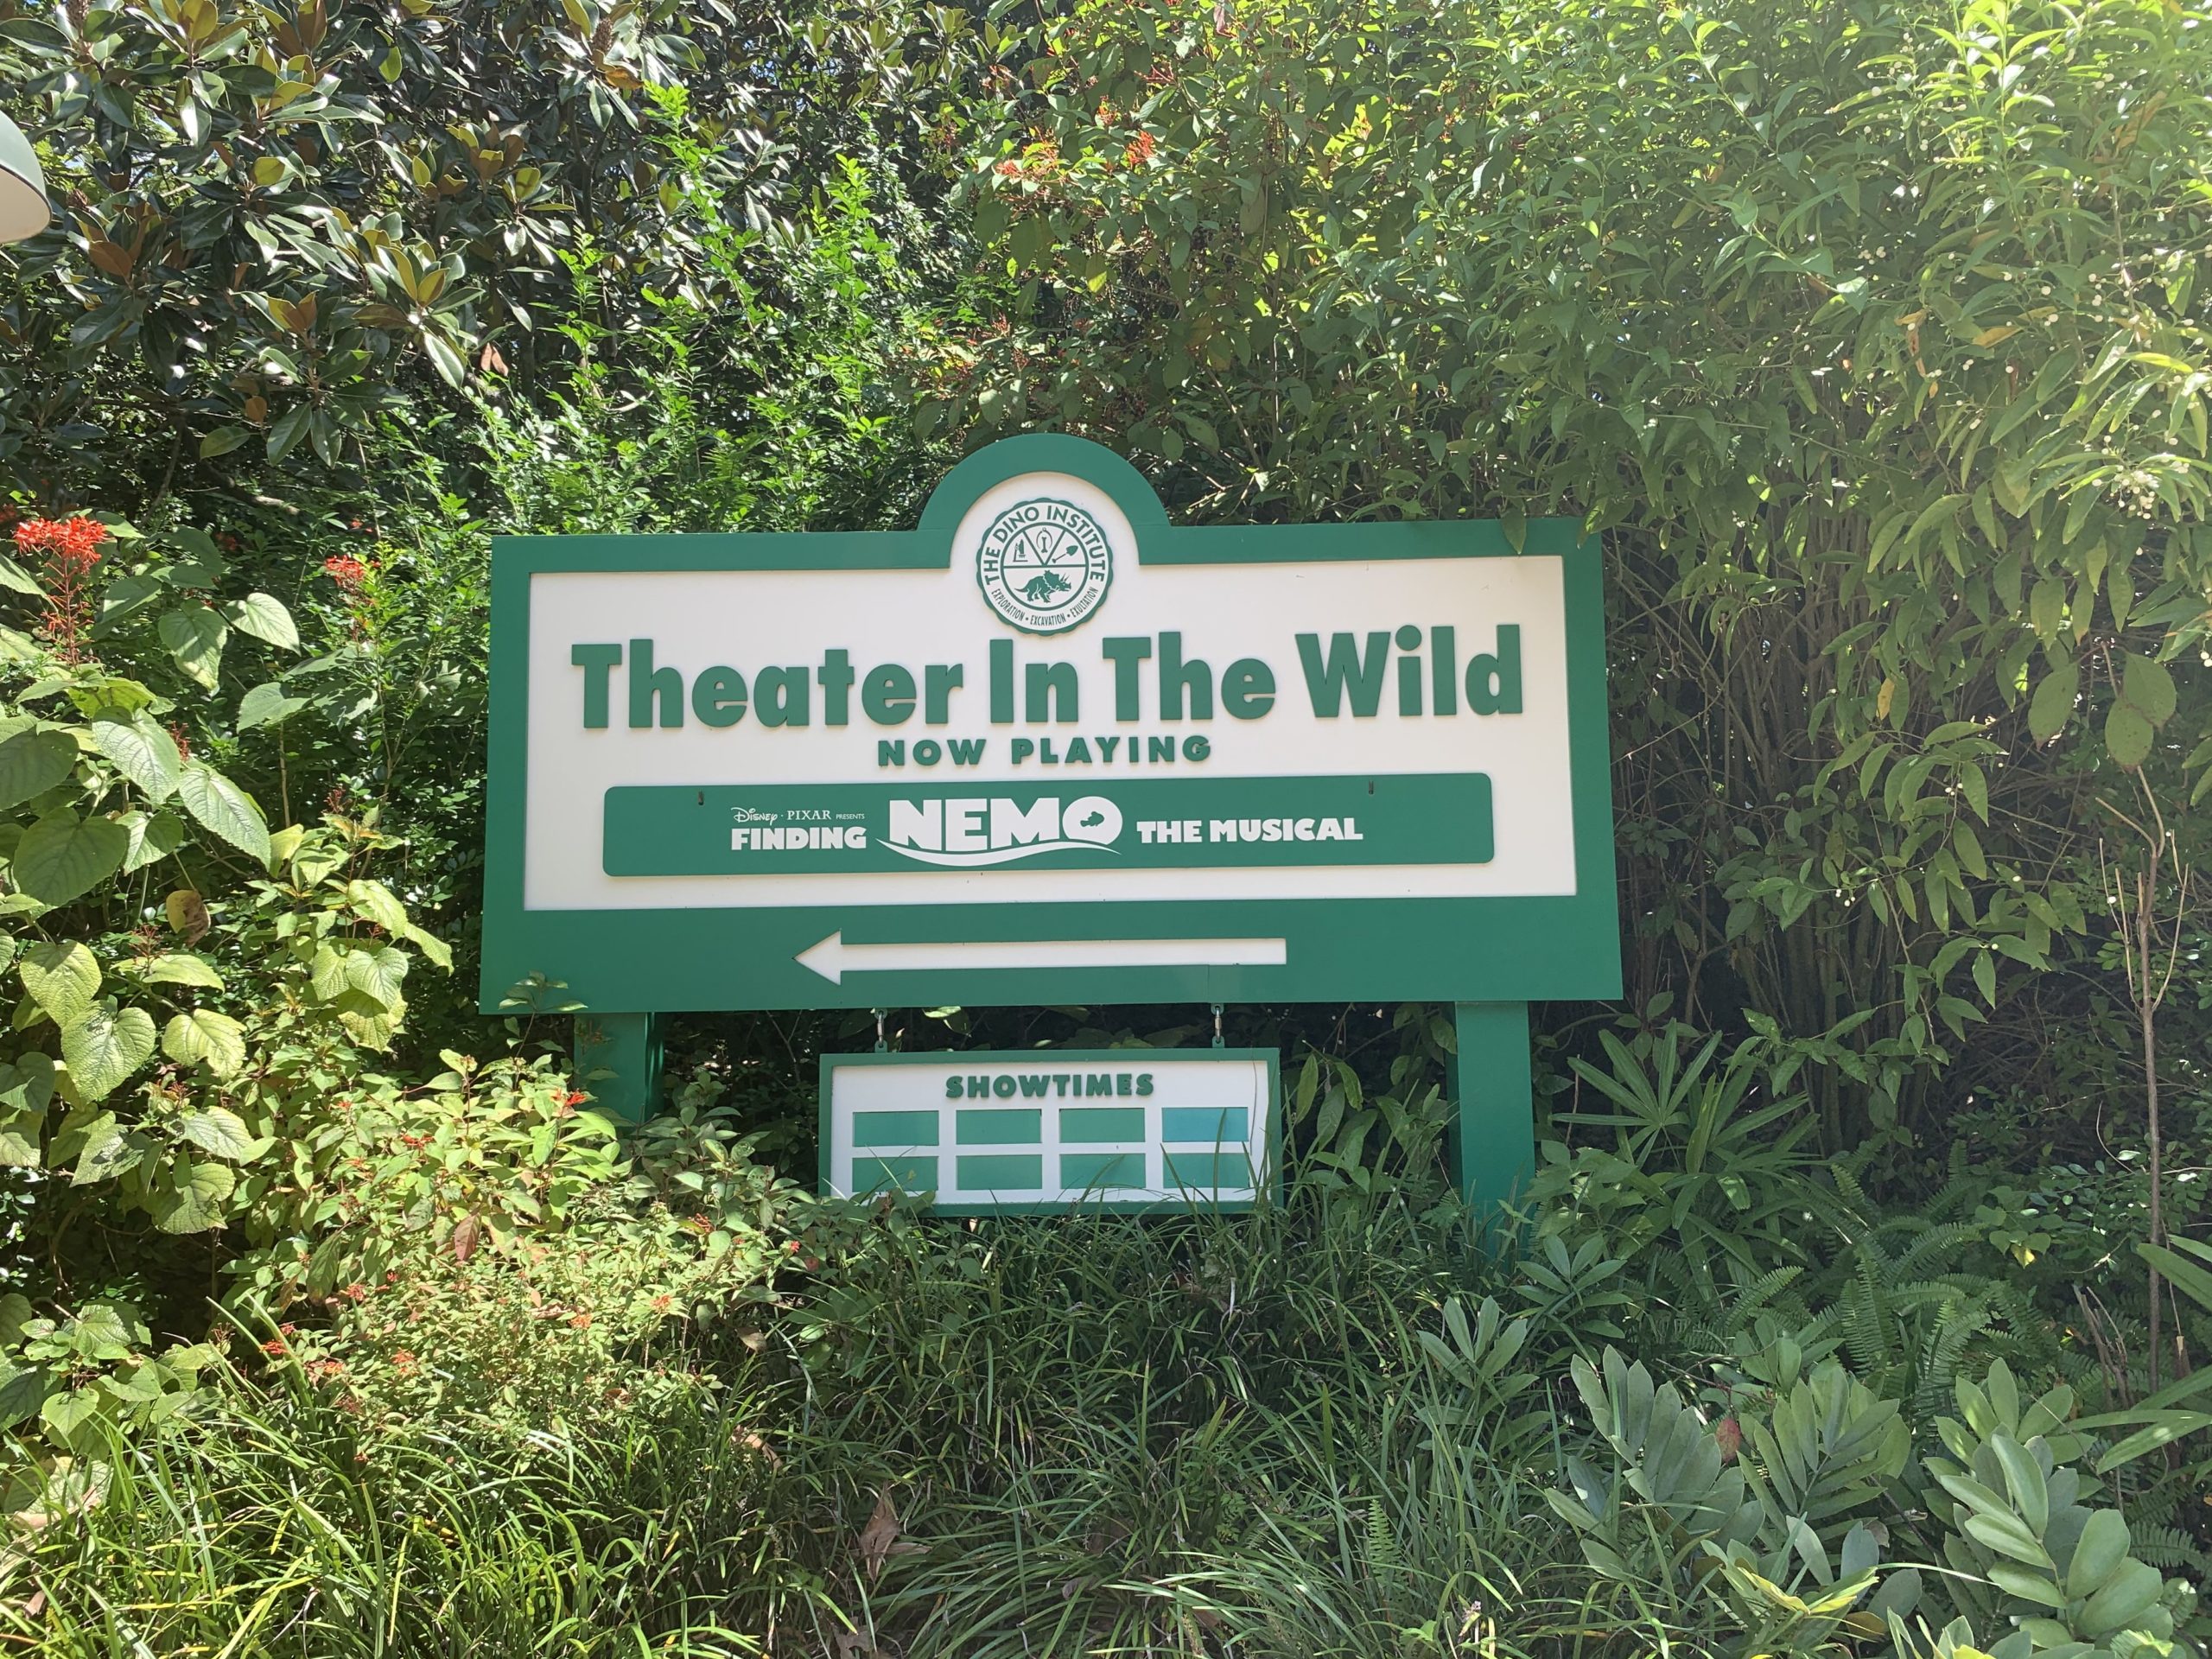 THE DINO INSTITUTE
EXPLORATION • EXCAVATION • EXULTATION
Theater In The Wild
NOW PLAYING
Disney • PIXAR PRESENTS
FINDING NEMO THE MUSICAL
SHOWTIMES